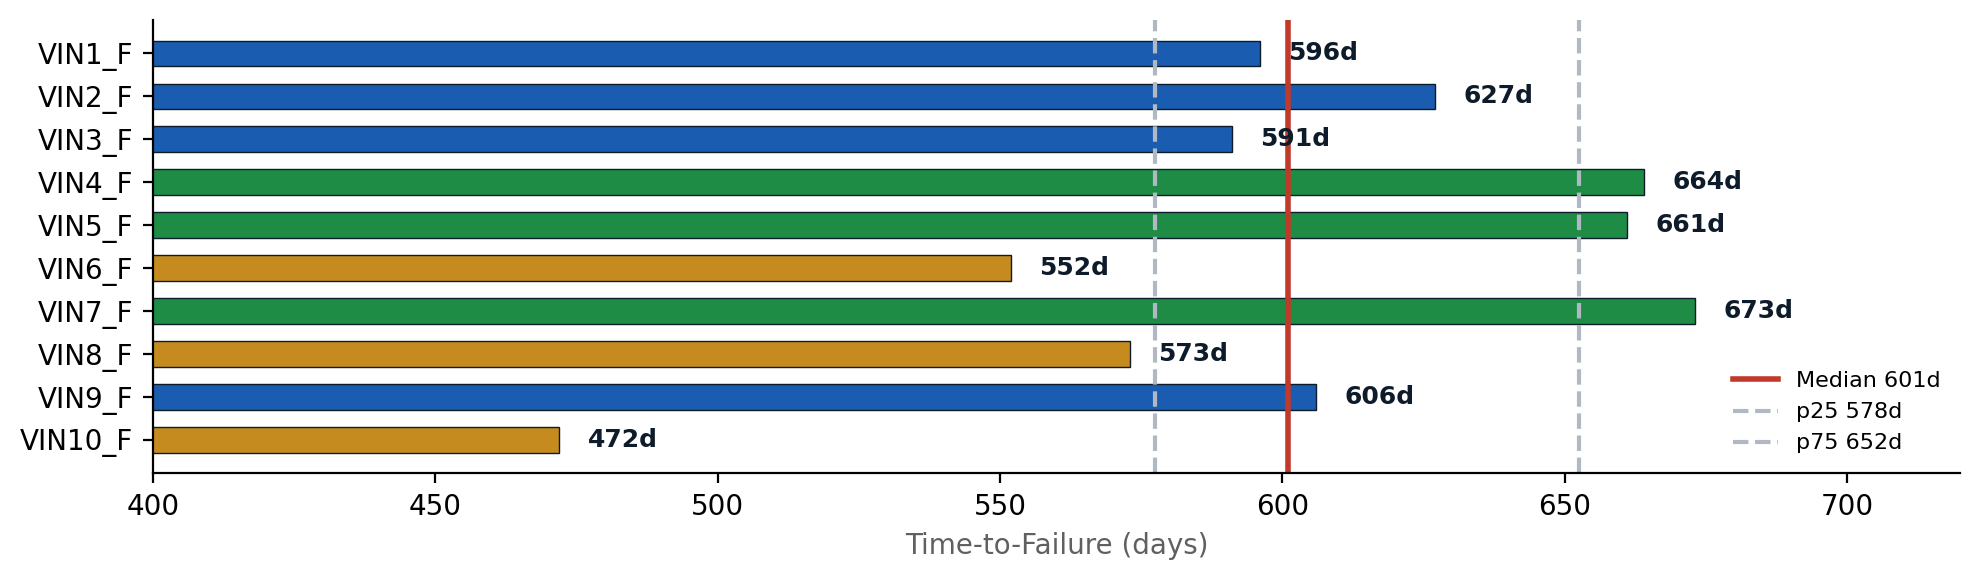 VIN1_F 596d
VIN2_F 627d
VIN3_F 591d
VIN4_F 664d
VIN5_F 661d
VIN6_F 552d
VIN7_F 673d
VIN8_F 573d
VIN9_F 606d
VIN10_F 472d
Median 601d
p25 578d
p75 652d
400 450 500 550 600 650 700
Time-to-Failure (days)